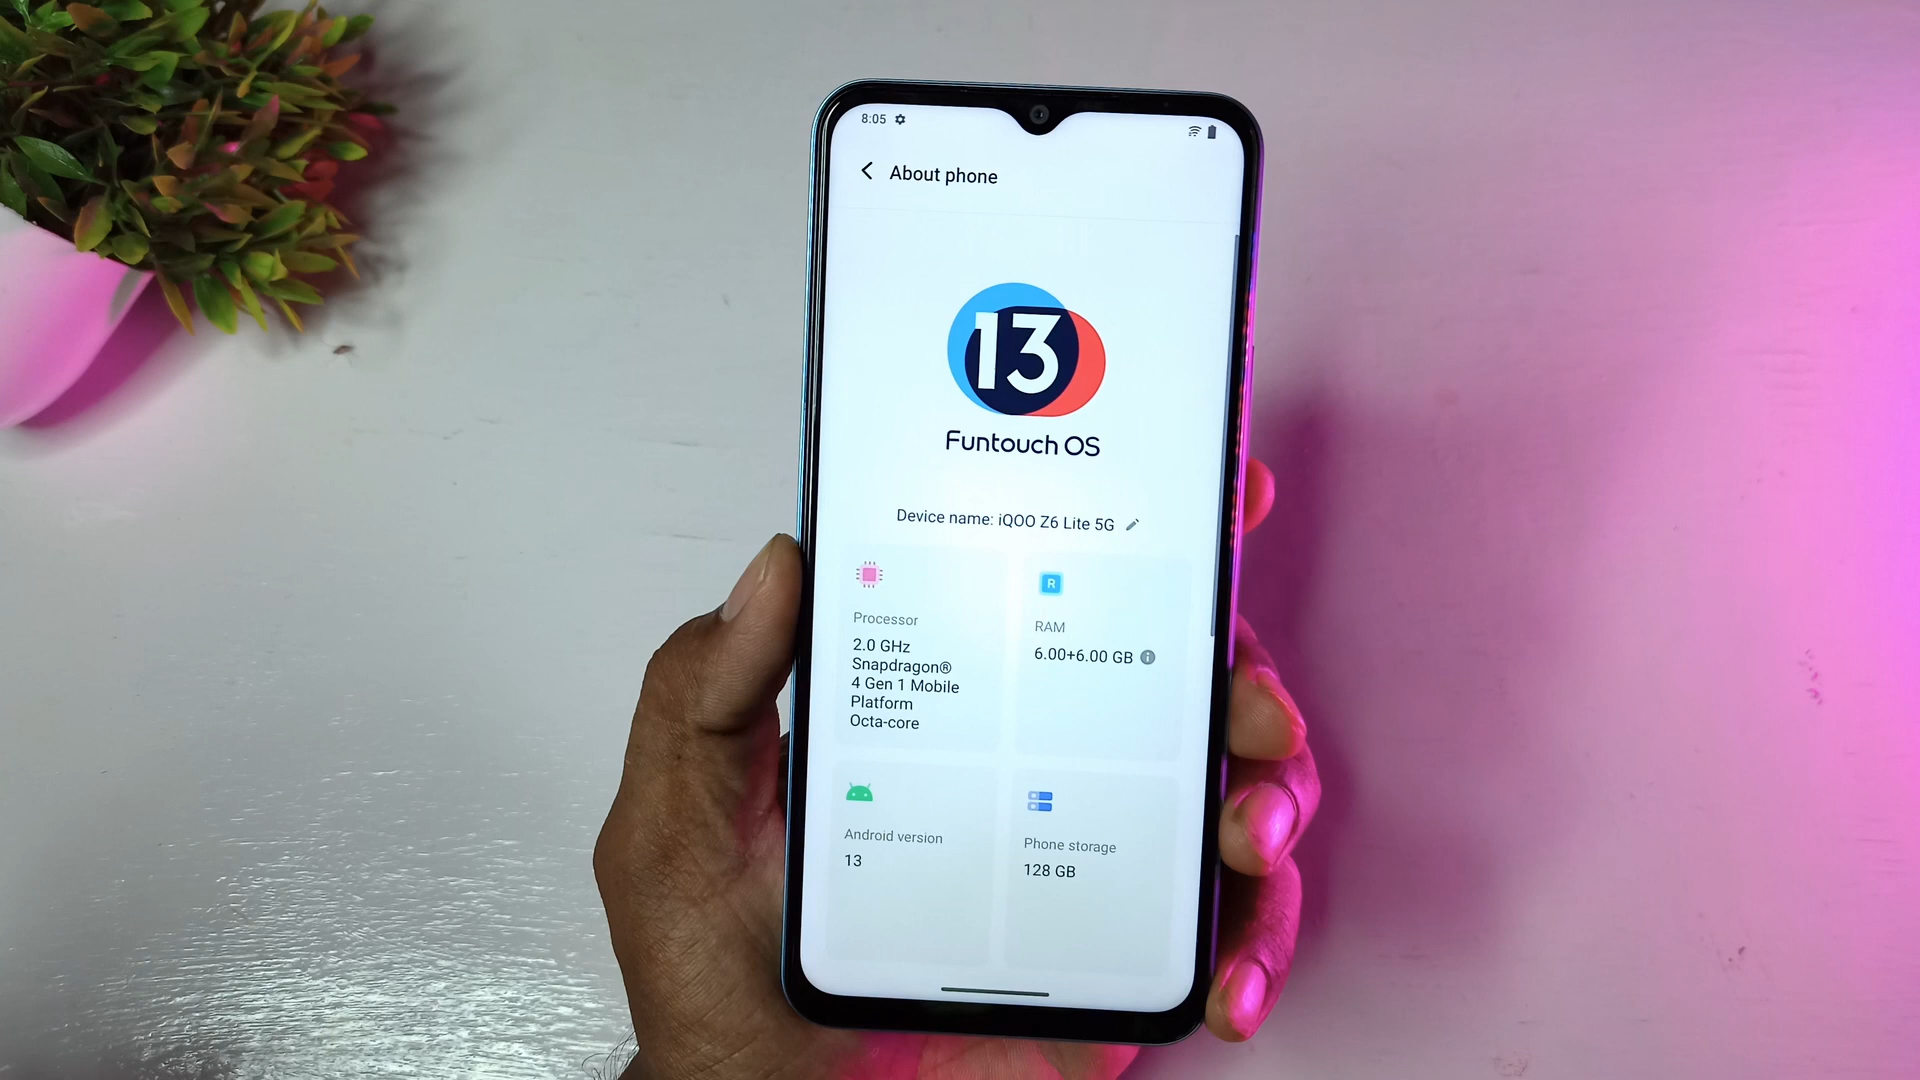 8:05
About phone
13
Funtouch OS
Device name: iQOO Z6 Lite 5G
Processor
2.0 GHz
Snapdragon®
4 Gen 1 Mobile
Platform
Octa-core
R
RAM
6.00+6.00 GB
Android version
13
Phone storage
128 GB